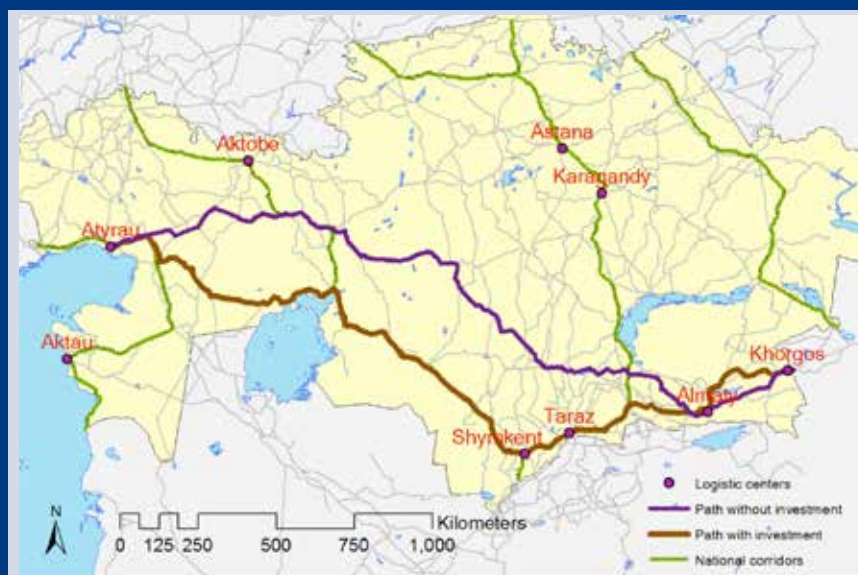 Astana
Aktobe
Karagandy
Atyrau
Aktau
Khorgos
Almaty
Taraz
Shymkent
N
Kilometers
0 125 250 500 750 1,000
Logistic centers
Path without investment
Path with investment
National corridors